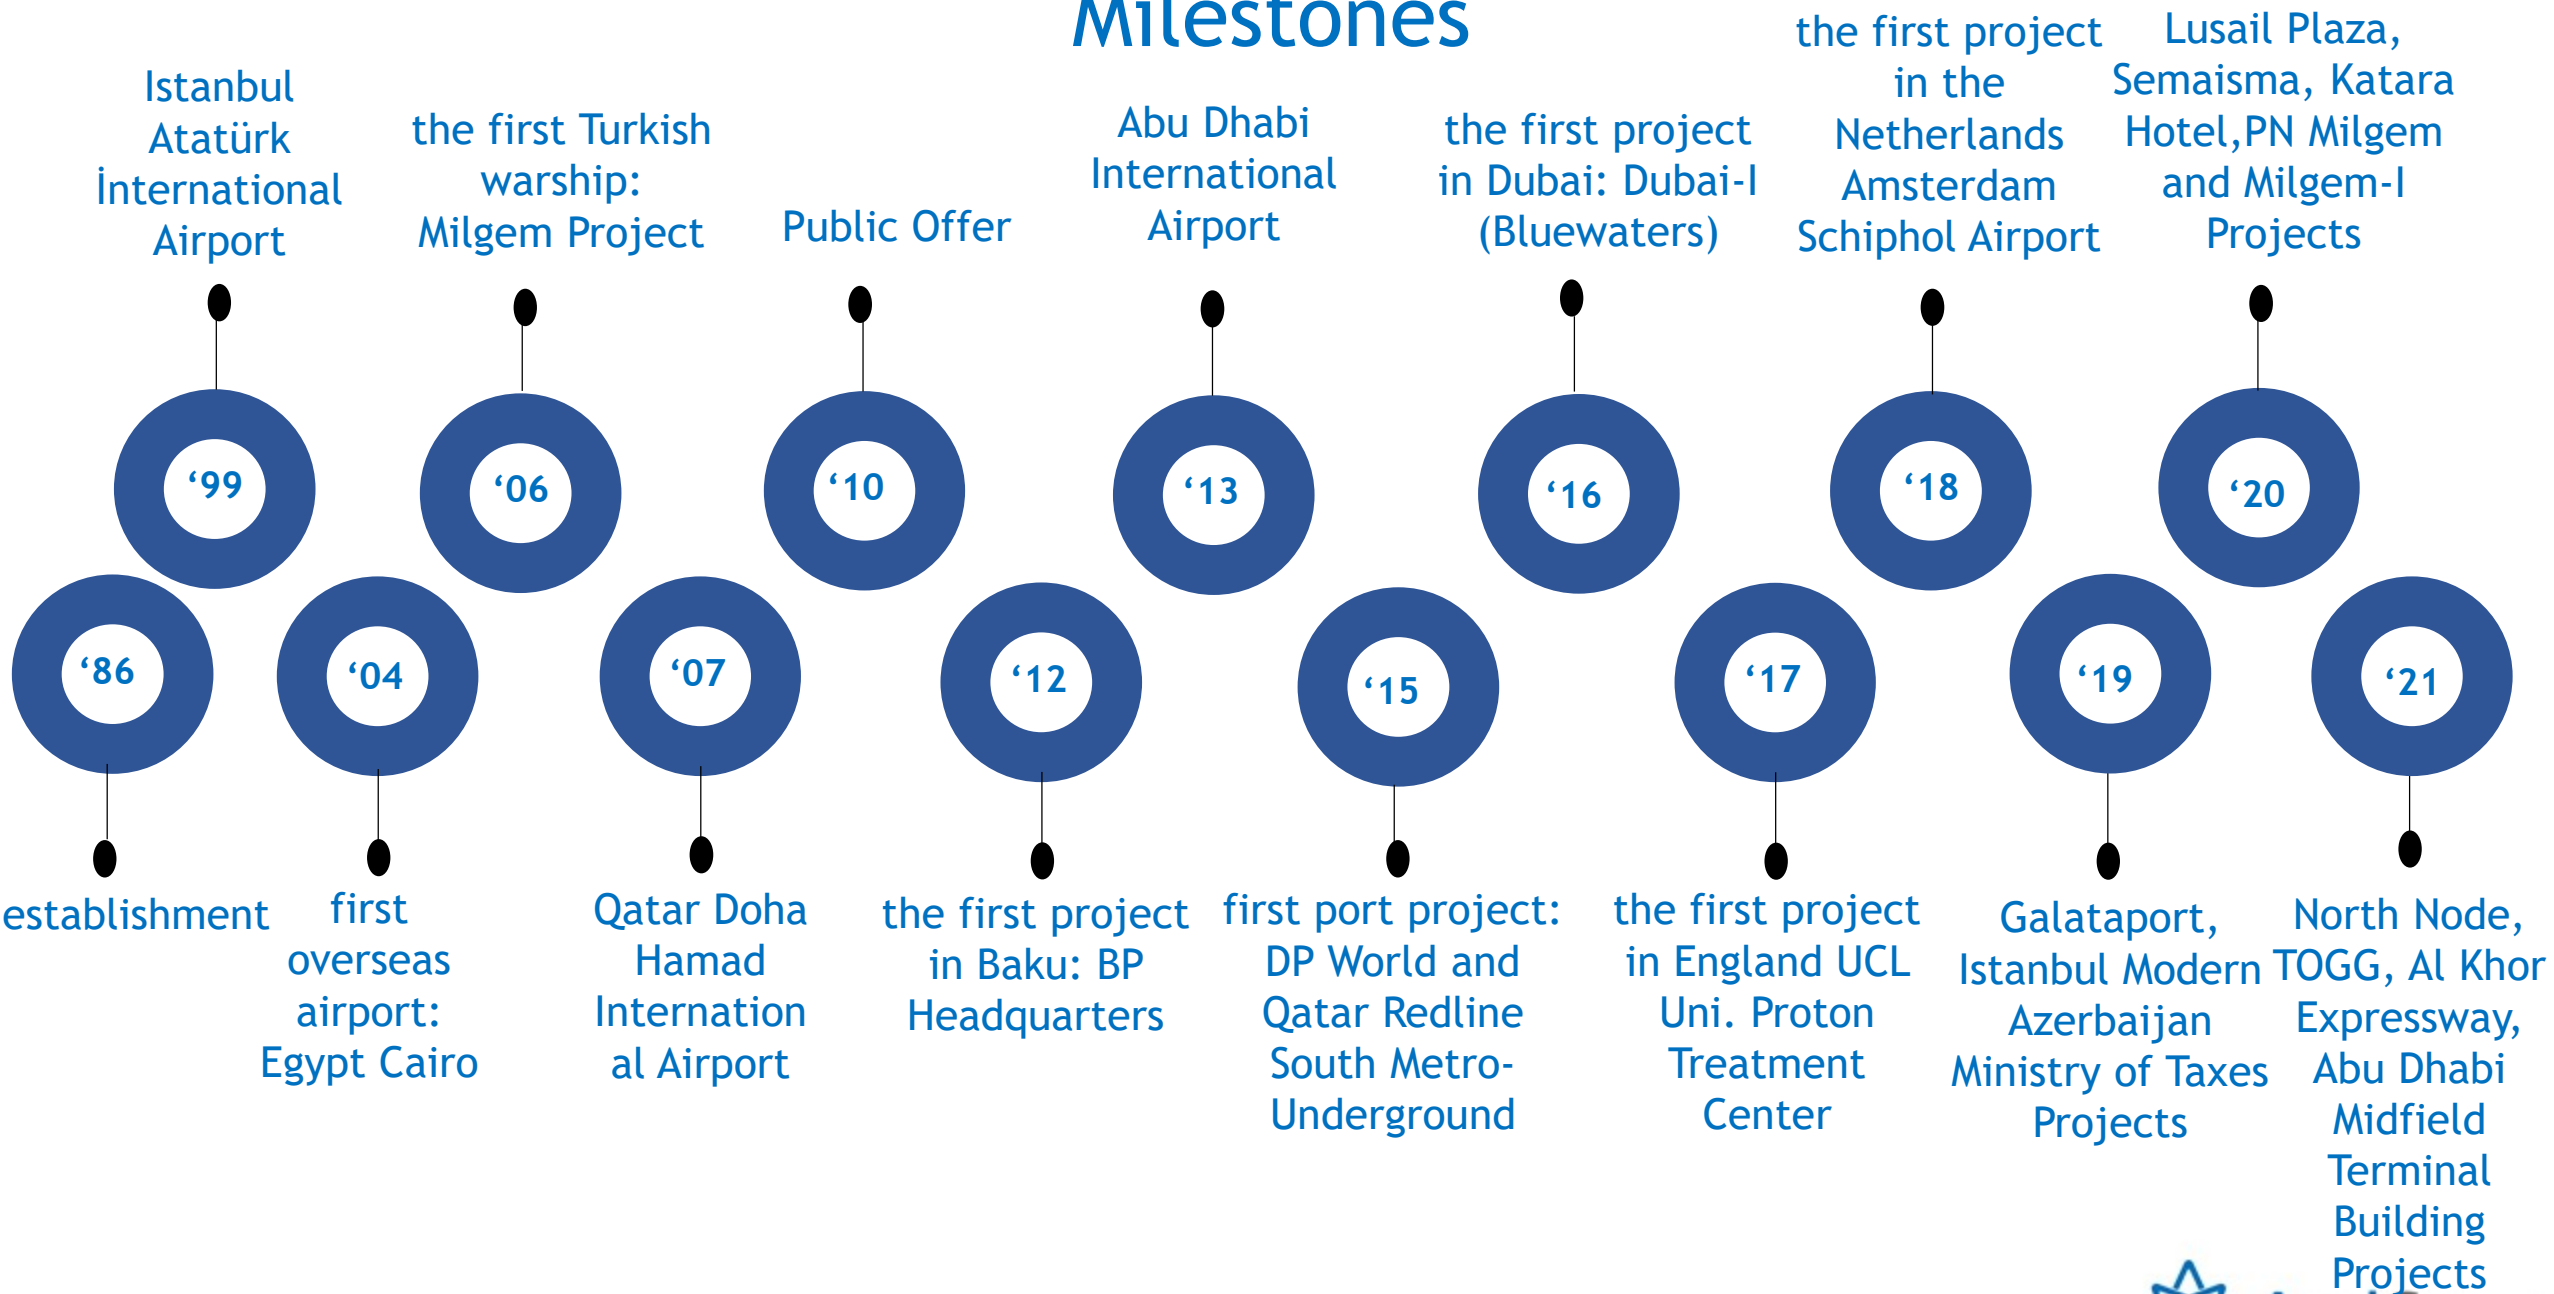 Milestones
Istanbul
Atatürk
İnternational
Airport
the first Turkish
warship:
Milgem Project
Public Offer
Abu Dhabi
International
Airport
the first project
in Dubai: Dubai-I
(Bluewaters)
the first project
in the
Netherlands
Amsterdam
Schiphol Airport
Lusail Plaza,
Semaisma, Katara
Hotel,PN Milgem
and Milgem-I
Projects
‘99
‘06
‘10
‘13
‘16
‘18
‘20
‘86
‘04
‘07
‘12
‘15
‘17
‘19
‘21
establishment
first
overseas
airport:
Egypt Cairo
Qatar Doha
Hamad
Internation
al Airport
the first project
in Baku: BP
Headquarters
first port project:
DP World and
Qatar Redline
South Metro-
Underground
the first project
in England UCL
Uni. Proton
Treatment
Center
Galataport,
Istanbul Modern
Azerbaijan
Ministry of Taxes
Projects
North Node,
TOGG, Al Khor
Expressway,
Abu Dhabi
Midfield
Terminal
Building
Projects